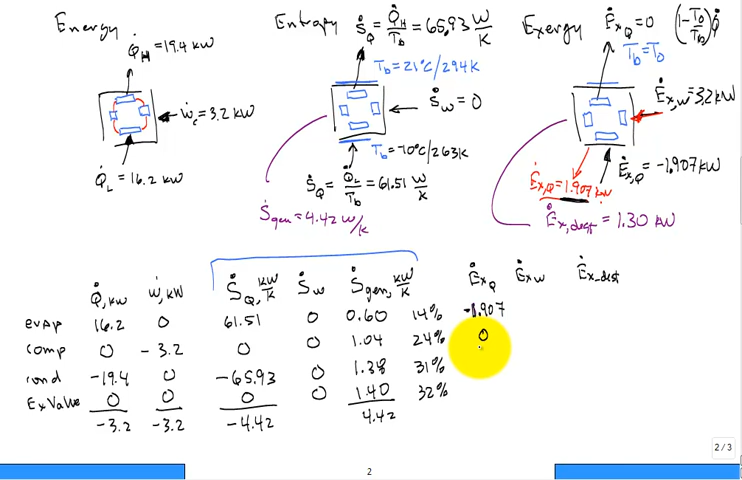 Energy
Q̇H = 19.4 kW
Ẇc = 3.2 kW
Q̇L = 16.2 kW
Entropy ṠQ = Q̇H/Tb = 65.93 W/K
Tb = 21°C/294K
Ṡw = 0
Tb = -10°C/263K
ṠQ = Q̇L/Tb = 61.51 W/K
Ṡgen = 4.42 W/K
Exergy Ėx,Q = 0 (1-T0/Tb)Q̇
Tb = T0
Ėx,W = 3.2kW
Ėx,Q = -1.907 kW
Ėx,Q = 1.907 kW
Ėx,dest = 1.30 kW
Q̇, kW Ẇ, kW ṠQ, kW/K Ṡw Ṡgen, kW/K ĖxQ Ėxw Ėx_dest
evap 16.2 0 61.51 0 0.60 14% -1.907
comp 0 -3.2 0 0 1.04 24% 0
cond -19.4 0 -65.93 0 1.38 31%
ExValve 0 0 0 0 1.40 32%
-3.2 -3.2 -4.42 4.42
2/3
2